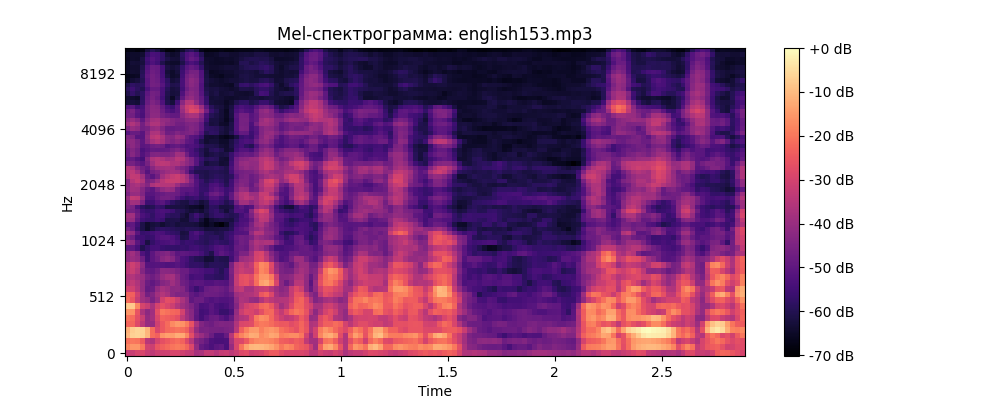 Mel-спектрограмма: english153.mp3
8192
4096
2048
1024
512
0
Hz
0
0.5
1
1.5
2
2.5
Time
+0 dB
-10 dB
-20 dB
-30 dB
-40 dB
-50 dB
-60 dB
-70 dB